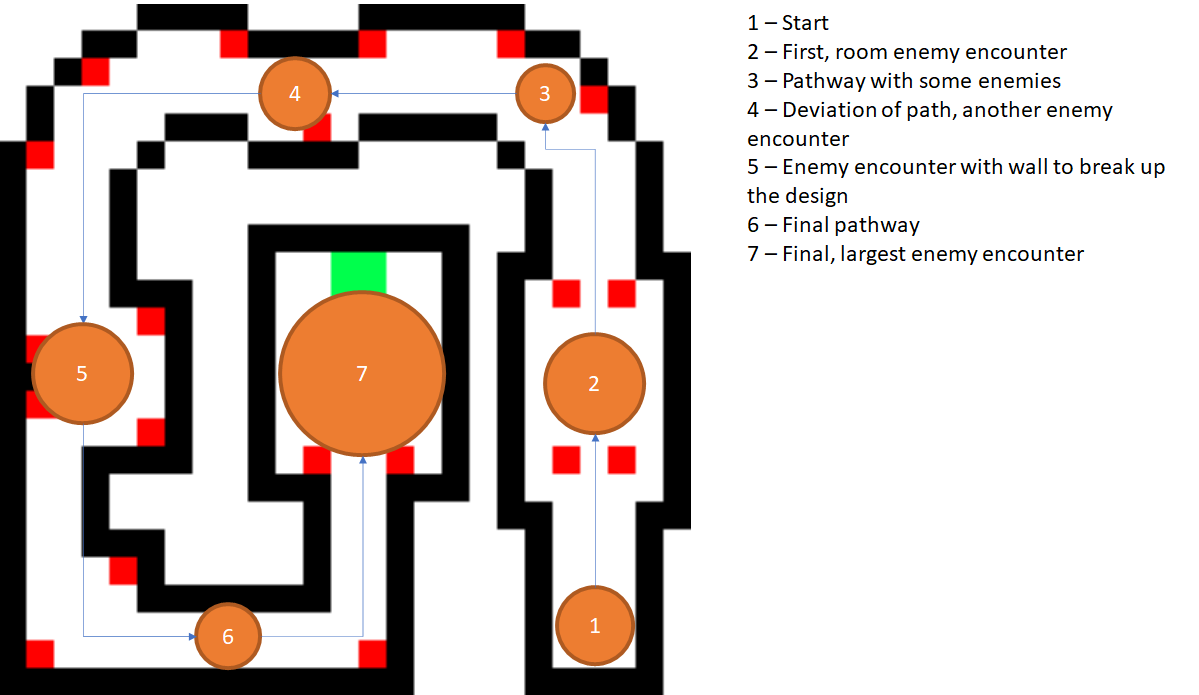 1 – Start
2 – First, room enemy encounter
3 – Pathway with some enemies
4 – Deviation of path, another enemy
encounter
5 – Enemy encounter with wall to break up
the design
6 – Final pathway
7 – Final, largest enemy encounter
4
3
5
7
2
6
1